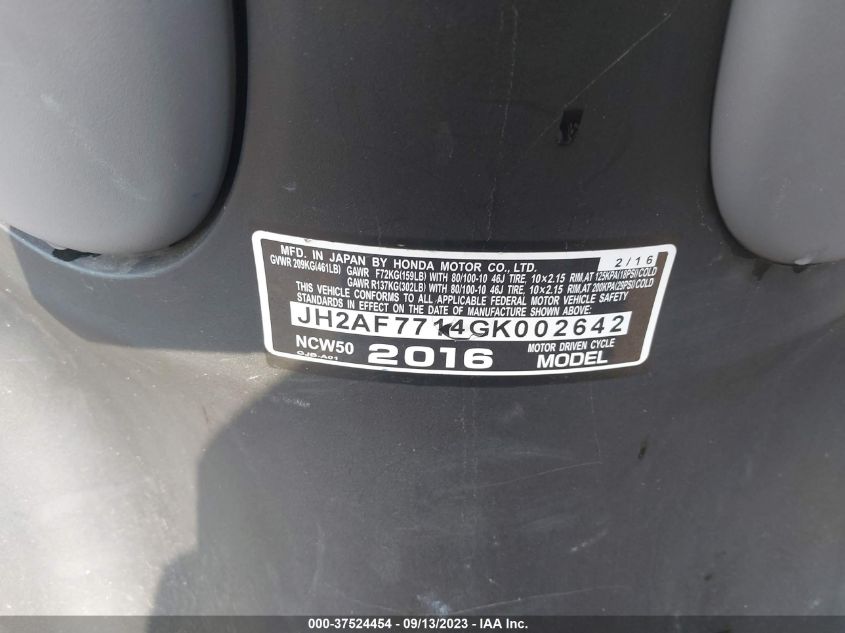 MFD. IN JAPAN BY HONDA MOTOR CO., LTD. 2/16
GVWR 209KG(461LB) GAWR F72KG(159LB) WITH 80/100-10 46J TIRE, 10×2.15 RIM, AT 125KPA(18PSI) COLD
GAWR R137KG(302LB) WITH 80/100-10 46J TIRE, 10×2.15 RIM, AT 200KPA(29PSI) COLD
THIS VEHICLE CONFORMS TO ALL APPLICABLE FEDERAL MOTOR VEHICLE SAFETY
STANDARDS IN EFFECT ON THE DATE OF MANUFACTURE SHOWN ABOVE:
JH2AF7714GK002642
NCW50 2016 MOTOR DRIVEN CYCLE
OJB-A01 MODEL
000-37524454 - 09/13/2023 - IAAI Inc.